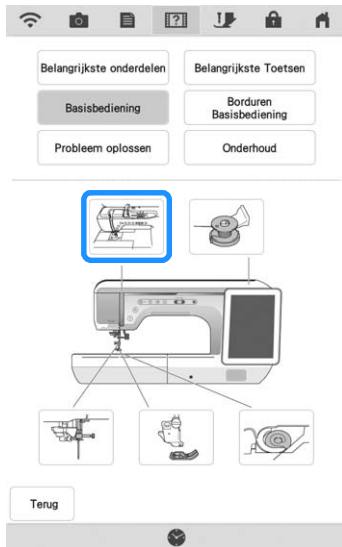 Belangrijkste onderdelen
Belangrijkste Toetsen
Basisbediening
Borduren
Basisbediening
Probleem oplossen
Onderhoud
Terug